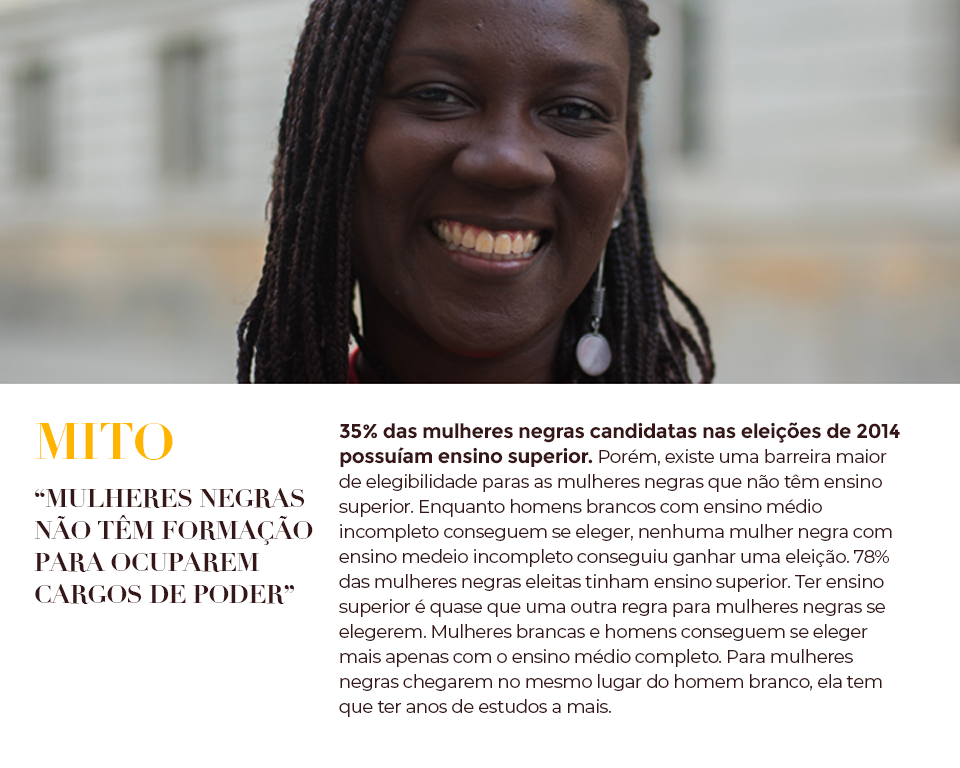 MITO
“MULHERES NEGRAS
NÃO TÊM FORMAÇÃO
PARA OCUPAREM
CARGOS DE PODER”
35% das mulheres negras candidatas nas eleições de 2014
possuíam ensino superior. Porém, existe uma barreira maior
de elegibilidade paras as mulheres negras que não têm ensino
superior. Enquanto homens brancos com ensino médio
incompleto conseguem se eleger, nenhuma mulher negra com
ensino medeio incompleto conseguiu ganhar uma eleição. 78%
das mulheres negras eleitas tinham ensino superior. Ter ensino
superior é quase que uma outra regra para mulheres negras se
elegerem. Mulheres brancas e homens conseguem se eleger
mais apenas com o ensino médio completo. Para mulheres
negras chegarem no mesmo lugar do homem branco, ela tem
que ter anos de estudos a mais.